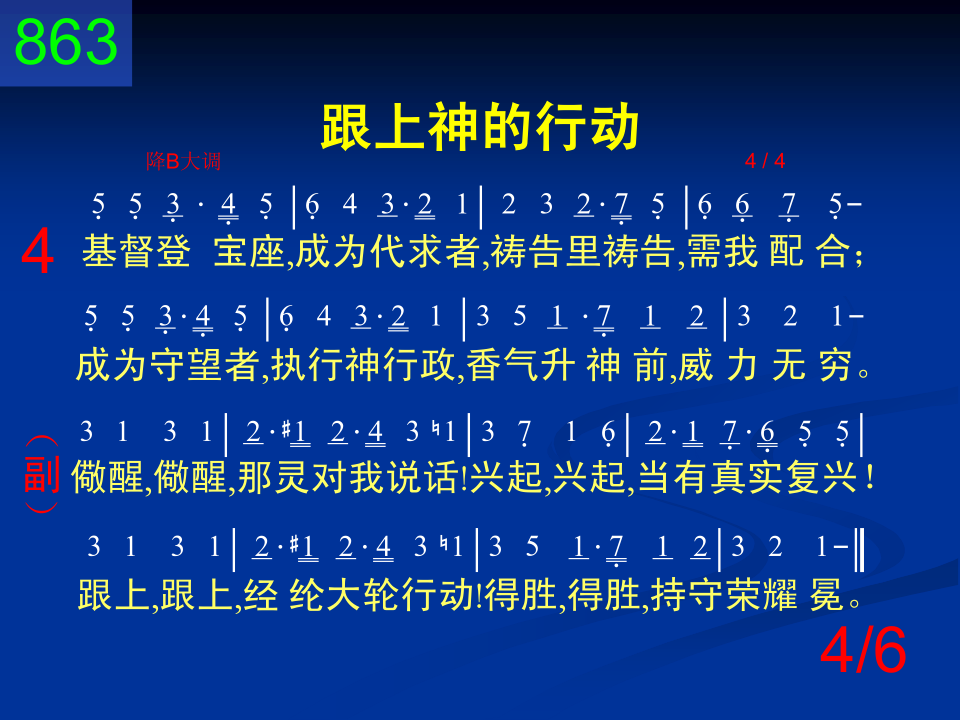 863
跟上神的行动
降B大调 4 / 4
5 5 3 · 4 5 | 6 4 3 · 2 1 | 2 3 2 · 7 5 | 6 6 7 5 -
4 基督登 宝座,成为代求者,祷告里祷告,需我 配 合；
5 5 3 · 4 5 | 6 4 3 · 2 1 | 3 5 1 · 7 1 2 | 3 2 1 -
成为守望者,执行神行政,香气升 神 前,威 力 无 穷。
3 1 3 1 | 2 · #1 2 · 4 3 ♮1 | 3 7 1 6 | 2 · 1 7 · 6 5 5 |
（副） 儆醒,儆醒,那灵对我说话!兴起,兴起,当有真实复兴！
3 1 3 1 | 2 · #1 2 · 4 3 ♮1 | 3 5 1 · 7 1 2 | 3 2 1 - ‖
跟上,跟上,经 纶大轮行动!得胜,得胜,持守荣耀 冕。
4/6